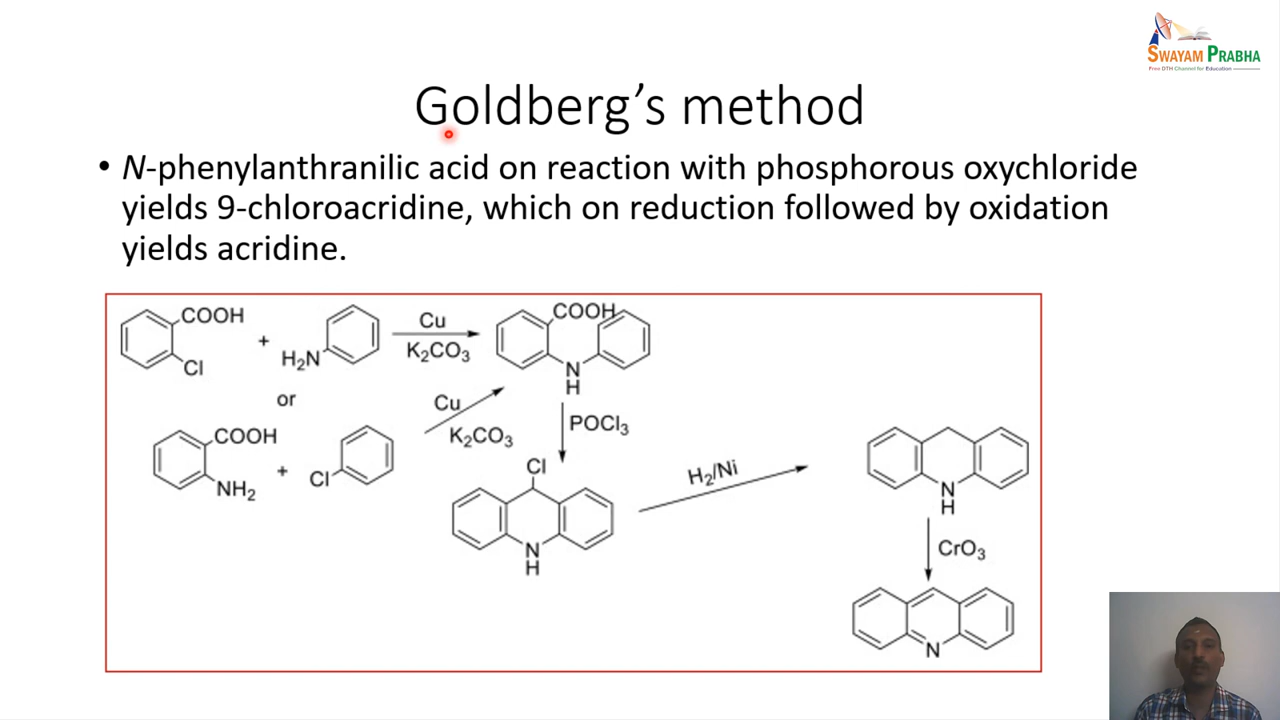 SWAYAM PRABHA
Free DTH Channel for Education
Goldberg’s method
• N-phenylanthranilic acid on reaction with phosphorous oxychloride
yields 9-chloroacridine, which on reduction followed by oxidation
yields acridine.
COOH
Cl
+
H2N
Cu
K2CO3
COOH
N
H
or
COOH
NH2
+
Cl
Cu
K2CO3
POCl3
Cl
N
H
H2/Ni
N
H
CrO3
N